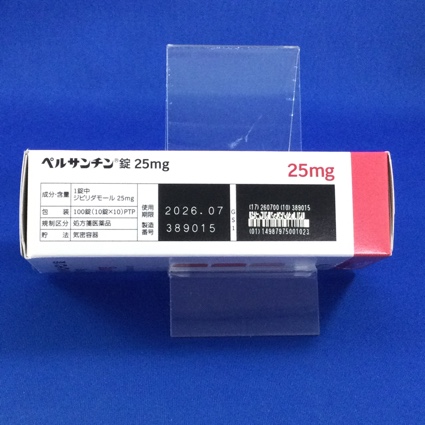 ペルサンチン®錠 25mg
25mg
成分・含量 1錠中 ジピリダモール 25mg
包装 100錠(10錠×10)PTP
規制区分 処方箋医薬品
貯法 気密容器
使用期限 2026.07
製造番号 389015
GS1
(17)260700(10)389015
(01)14987975001021